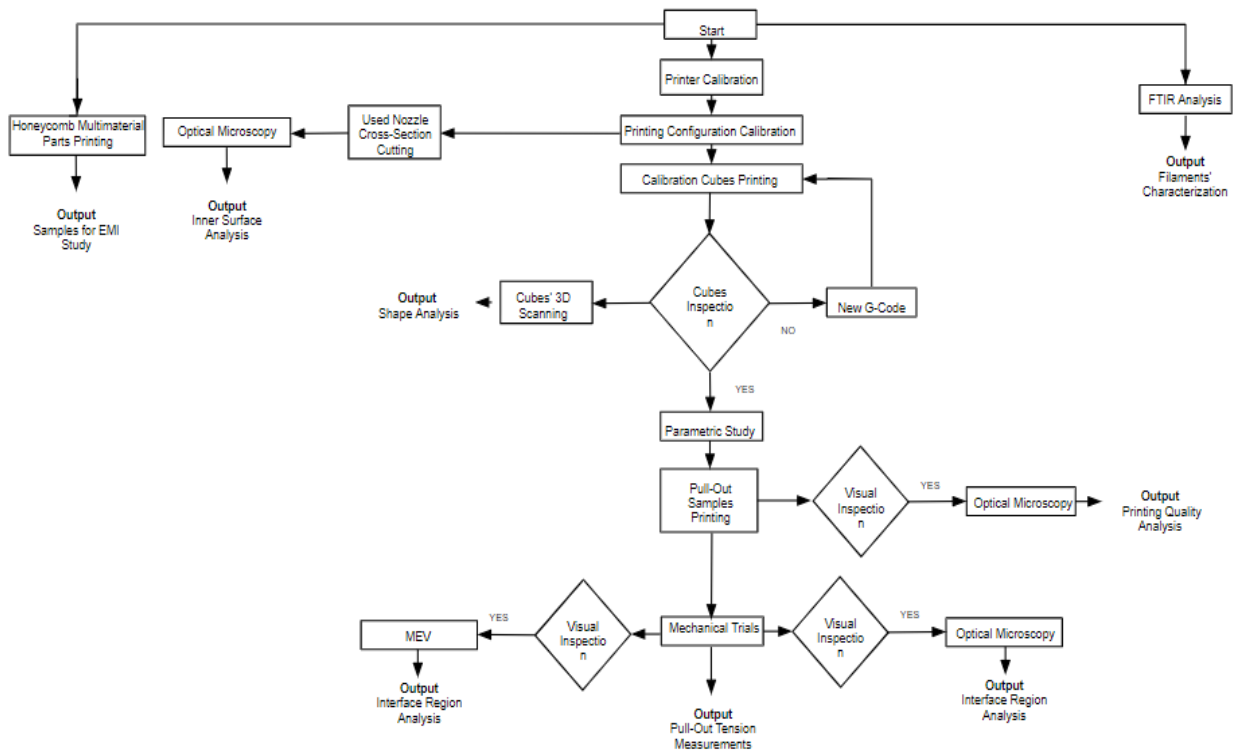 Start
Printer Calibration
FTIR Analysis
Honeycomb Multimaterial
Parts Printing
Optical Microscopy
Used Nozzle
Cross-Section
Cutting
Printing Configuration Calibration
Output
Filaments'
Characterization
Calibration Cubes Printing
Output
Samples for EMI
Study
Output
Inner Surface
Analysis
Output
Shape Analysis
Cubes' 3D
Scanning
Cubes
Inspectio
n
NO
New G-Code
YES
Parametric Study
Pull-Out
Samples
Printing
Visual
Inspectio
n
YES
Optical Microscopy
Output
Printing Quality
Analysis
MEV
YES
Visual
Inspectio
n
Mechanical Trials
Visual
Inspectio
n
YES
Optical Microscopy
Output
Interface Region
Analysis
Output
Pull-Out Tension
Measurements
Output
Interface Region
Analysis